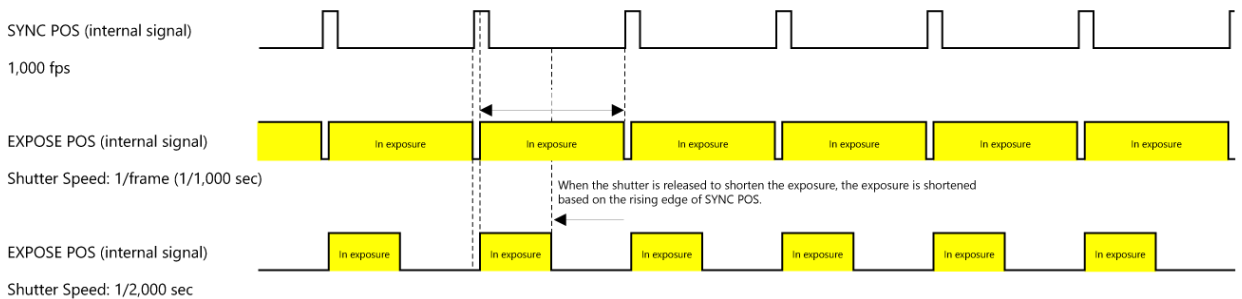 SYNC POS (internal signal)
1,000 fps
EXPOSE POS (internal signal)
In exposure In exposure In exposure In exposure In exposure In exposure
Shutter Speed: 1/frame (1/1,000 sec)
When the shutter is released to shorten the exposure, the exposure is shortened
based on the rising edge of SYNC POS.
EXPOSE POS (internal signal)
In exposure In exposure In exposure In exposure In exposure In exposure
Shutter Speed: 1/2,000 sec